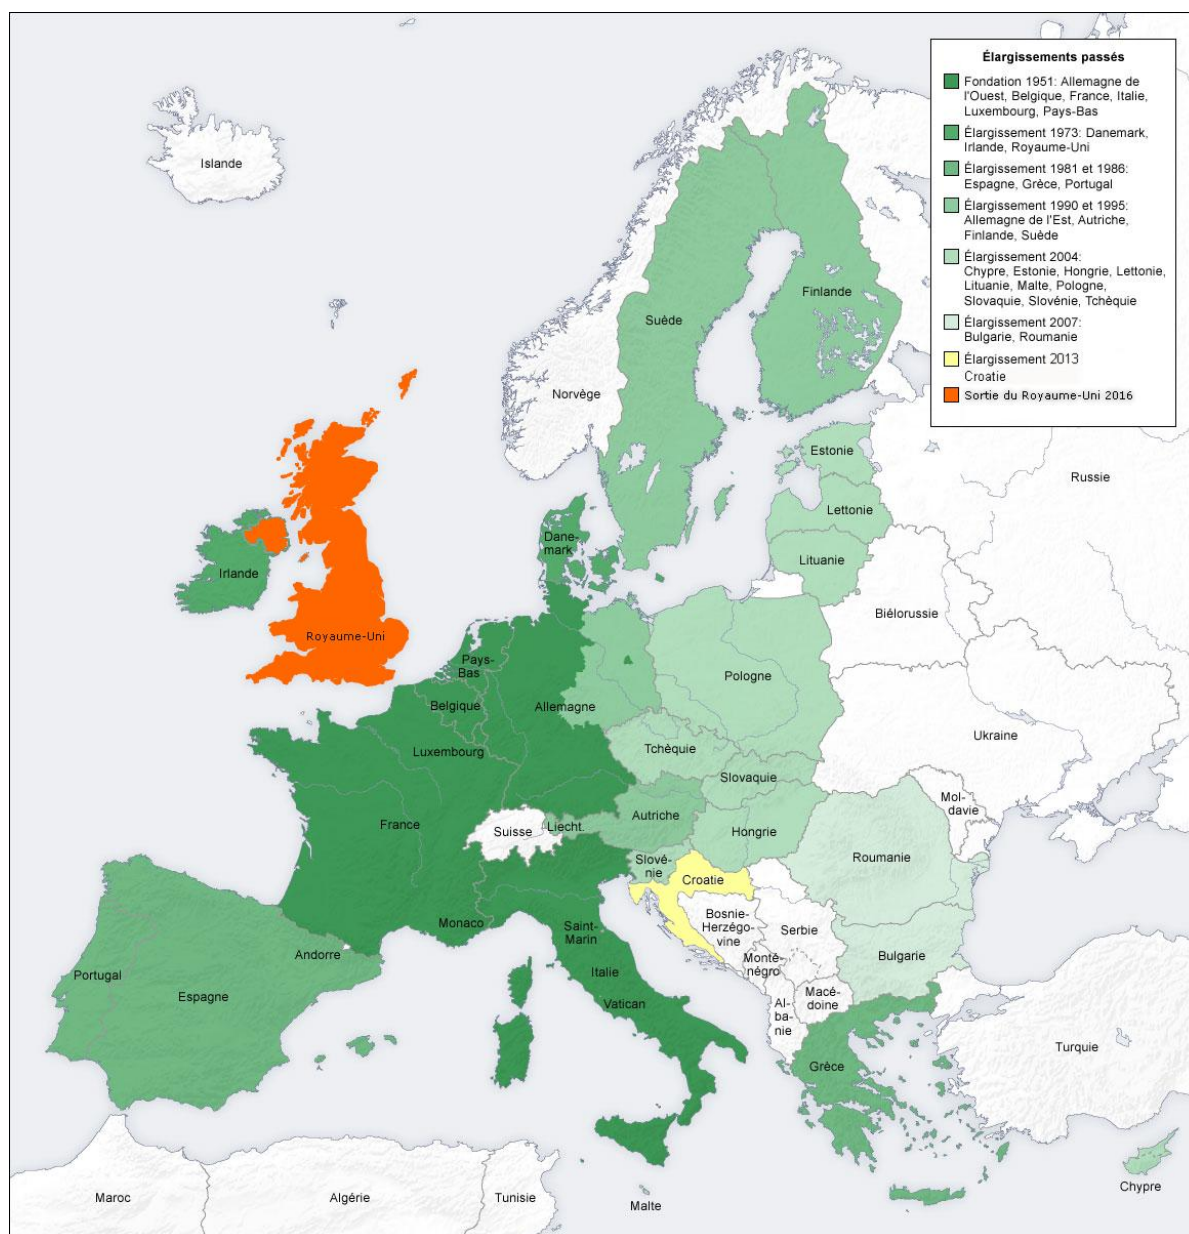 Élargissements passés
Fondation 1951: Allemagne de
l'Ouest, Belgique, France, Italie,
Luxembourg, Pays-Bas
Élargissement 1973: Danemark,
Irlande, Royaume-Uni
Élargissement 1981 et 1986:
Espagne, Grèce, Portugal
Élargissement 1990 et 1995:
Allemagne de l'Est, Autriche,
Finlande, Suède
Élargissement 2004:
Chypre, Estonie, Hongrie, Lettonie,
Lituanie, Malte, Pologne,
Slovaquie, Slovénie, Tchèquie
Élargissement 2007:
Bulgarie, Roumanie
Élargissement 2013
Croatie
Sortie du Royaume-Uni 2016
Islande
Suède
Finlande
Norvège
Estonie
Russie
Lettonie
Dane-
mark
Lituanie
Irlande
Biélorussie
Royaume-Uni
Pays-
Bas
Pologne
Belgique
Allemagne
Ukraine
Luxembourg
Tchèquie
Slovaquie
Mol-
davie
France
Suisse
Liecht.
Autriche
Hongrie
Roumanie
Slové-
nie
Croatie
Monaco
Saint-
Marin
Bosnie-
Herzégo-
vine
Serbie
Andorre
Portugal
Espagne
Italie
Monté-
négro
Bulgarie
Vatican
Macé-
doine
Al-
ba-
nie
Turquie
Grèce
Maroc
Algérie
Tunisie
Malte
Chypre